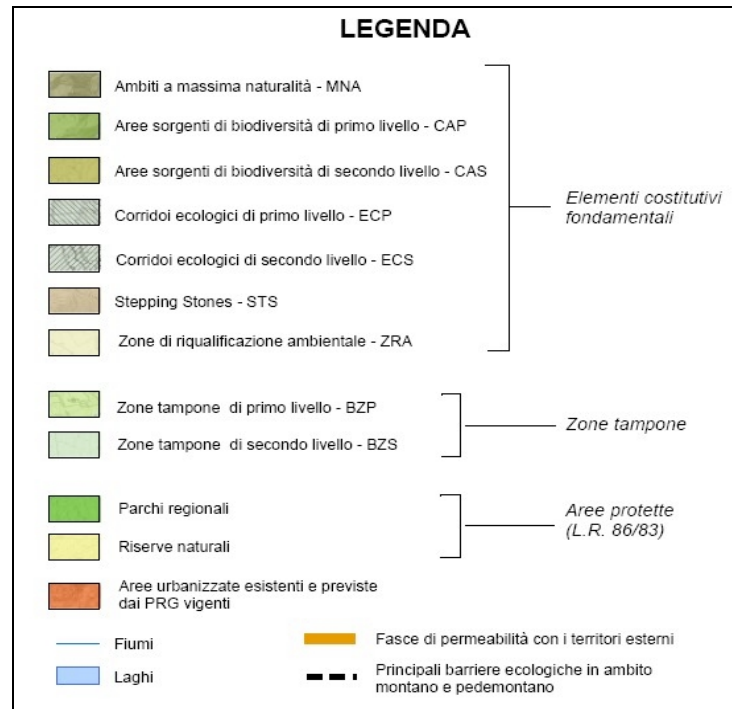 LEGENDA
Ambiti a massima naturalità - MNA
Aree sorgenti di biodiversità di primo livello - CAP
Aree sorgenti di biodiversità di secondo livello - CAS
Corridoi ecologici di primo livello - ECP
Corridoi ecologici di secondo livello - ECS
Stepping Stones - STS
Zone di riqualificazione ambientale - ZRA
Elementi costitutivi
fondamentali
Zone tampone di primo livello - BZP
Zone tampone di secondo livello - BZS
Zone tampone
Parchi regionali
Riserve naturali
Aree protette
(L.R. 86/83)
Aree urbanizzate esistenti e previste
dai PRG vigenti
Fiumi
Laghi
Fasce di permeabilità con i territori esterni
Principali barriere ecologiche in ambito
montano e pedemontano